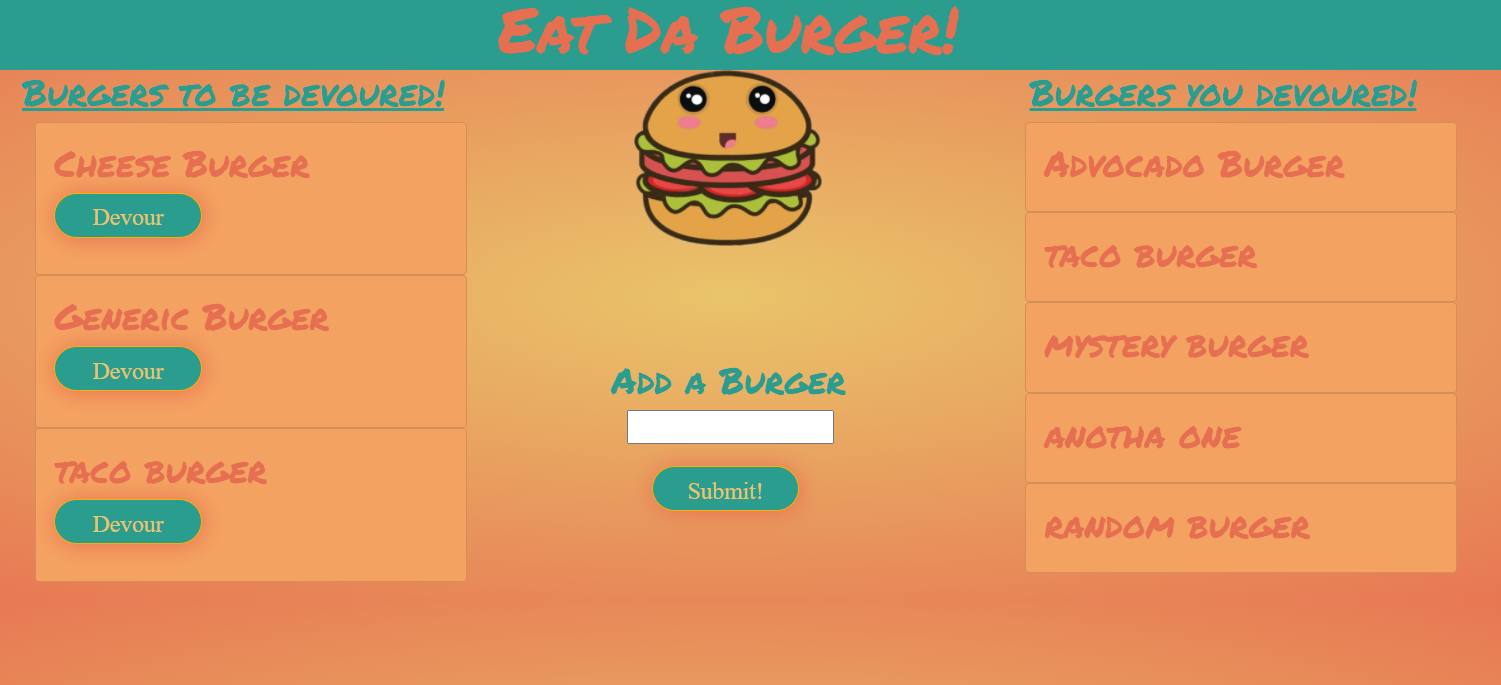 Eat Da Burger!
Burgers to be devoured!
Cheese Burger
Devour
Generic Burger
Devour
taco burger
Devour
Add a Burger
Submit!
Burgers you devoured!
Advocado Burger
taco burger
mystery burger
anotha one
random burger